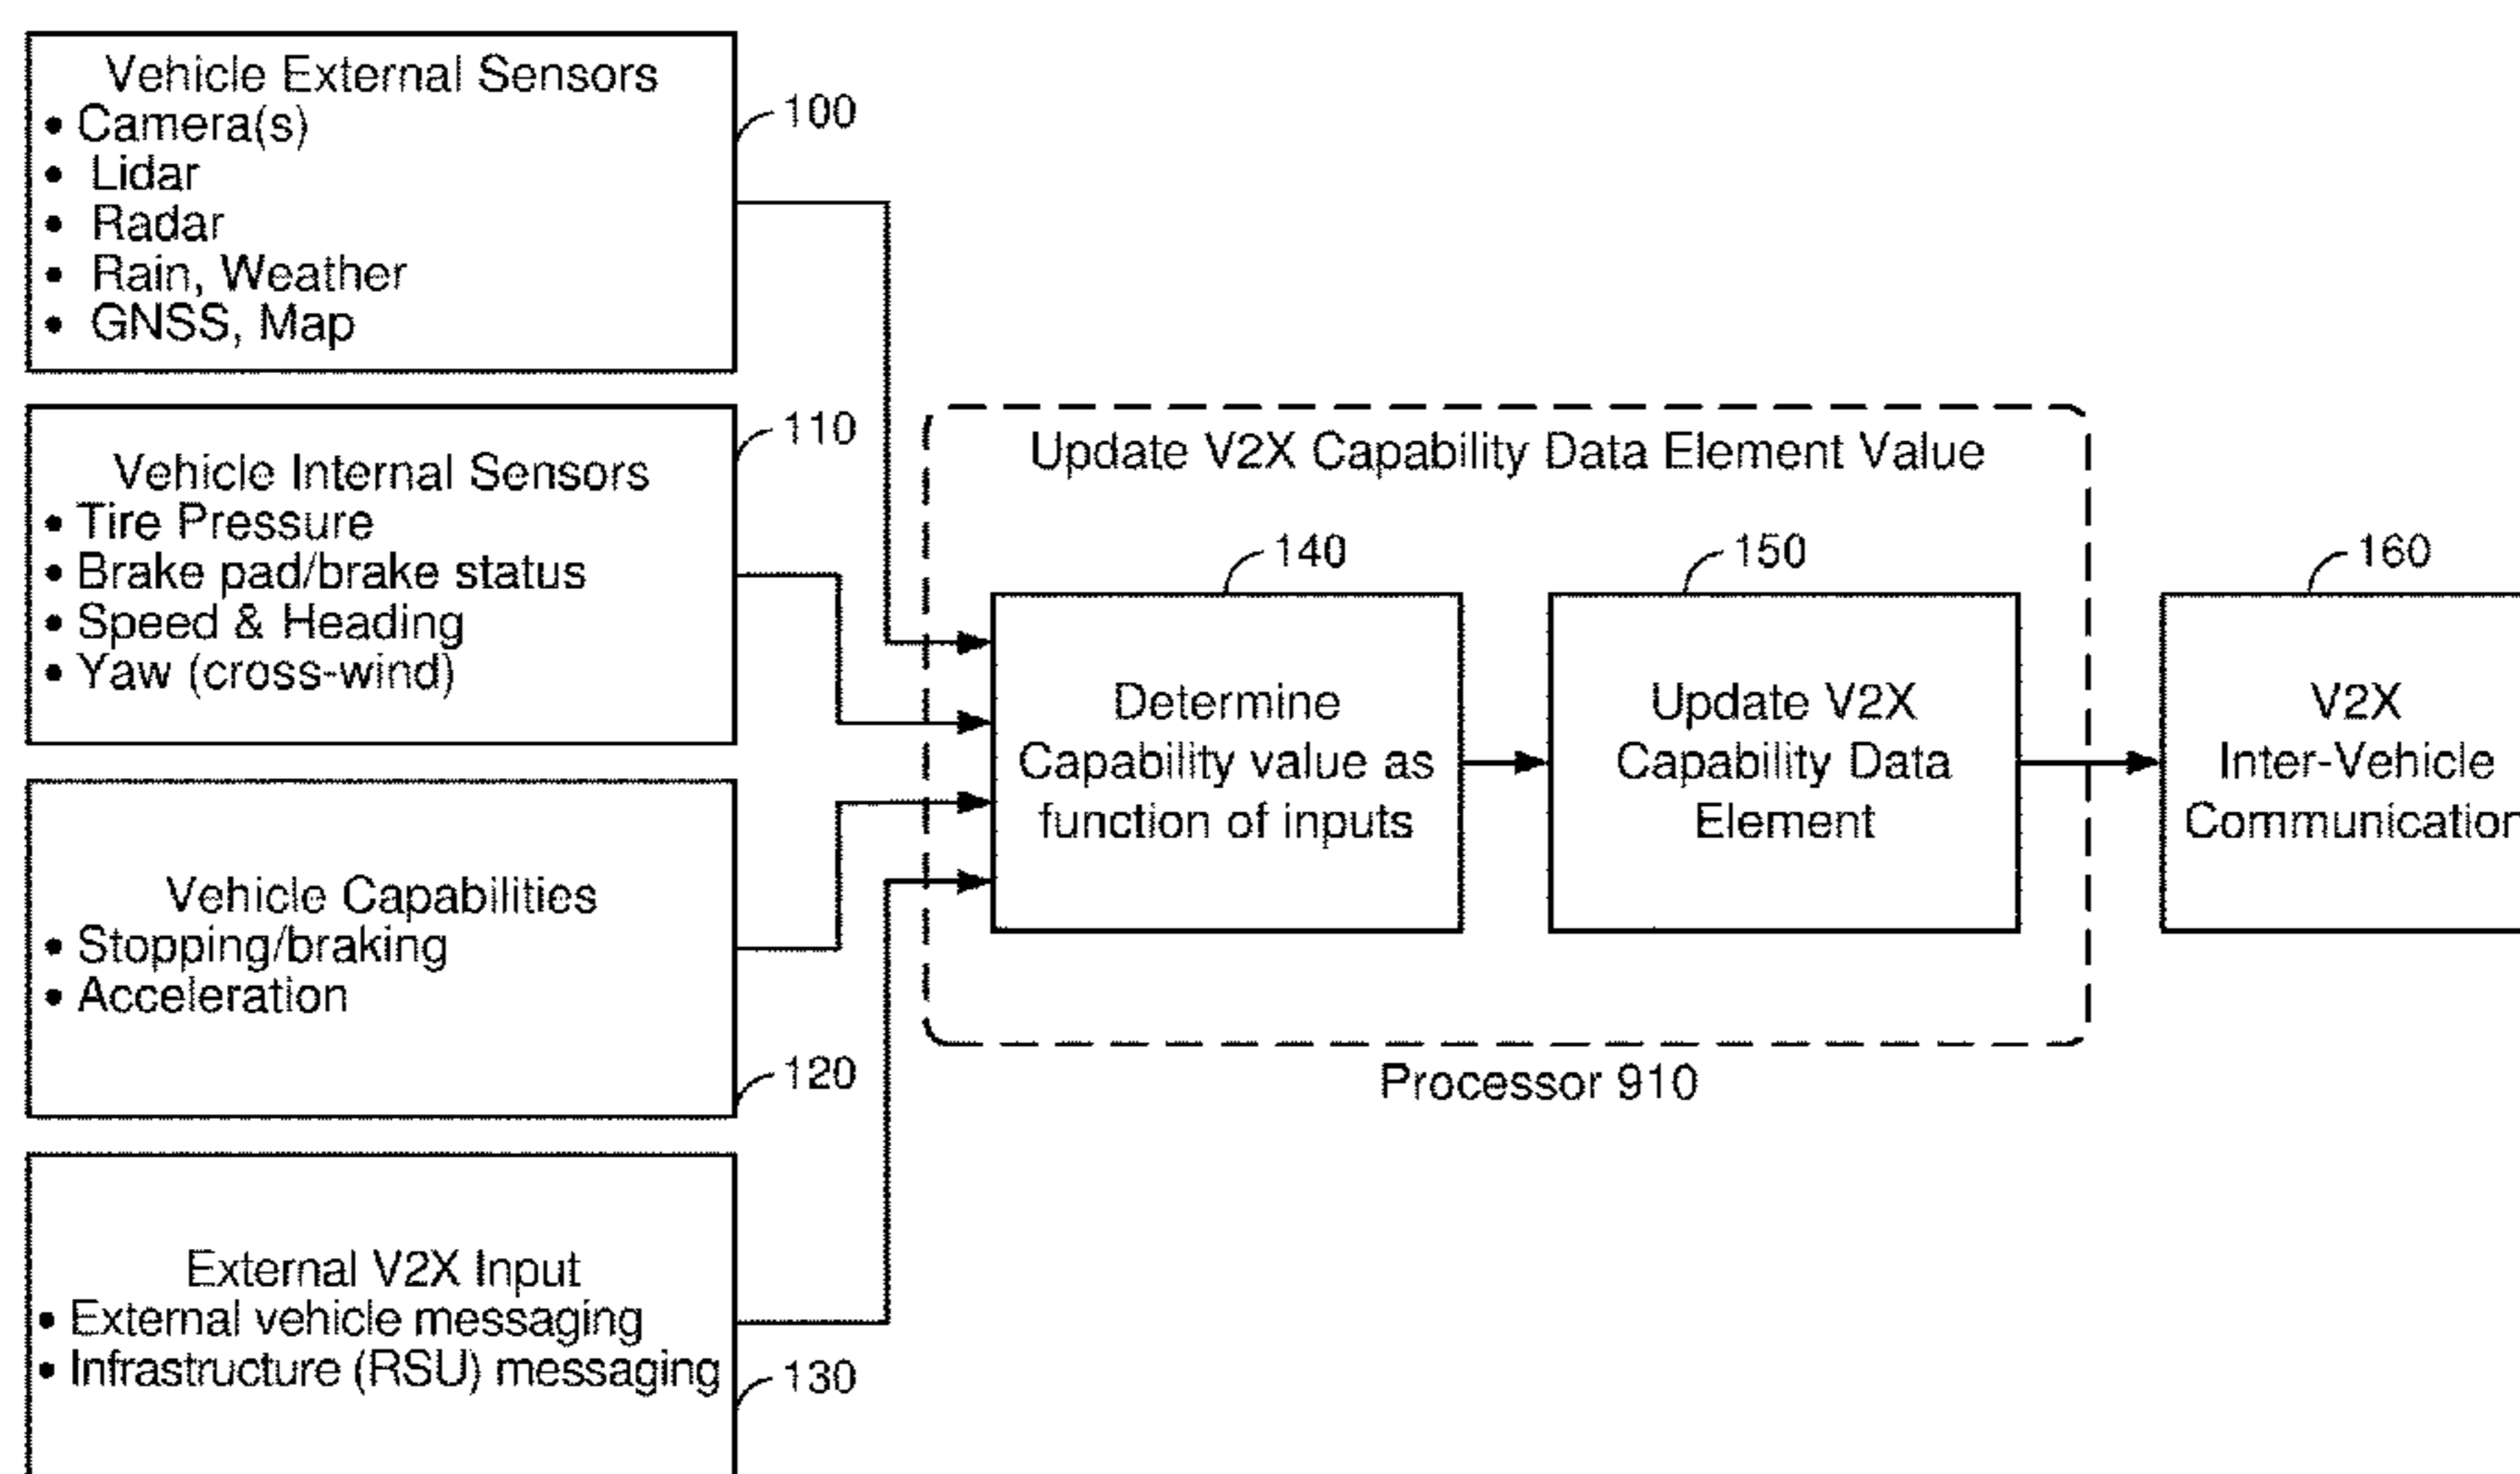 Vehicle External Sensors
• Camera(s)
• Lidar
• Radar
• Rain, Weather
• GNSS, Map
100
Vehicle Internal Sensors
• Tire Pressure
• Brake pad/brake status
• Speed & Heading
• Yaw (cross-wind)
110
Vehicle Capabilities
• Stopping/braking
• Acceleration
120
External V2X Input
• External vehicle messaging
• Infrastructure (RSU) messaging
130
Update V2X Capability Data Element Value
140
Determine
Capability value as
function of inputs
150
Update V2X
Capability Data
Element
Processor 910
160
V2X
Inter-Vehicle
Communication